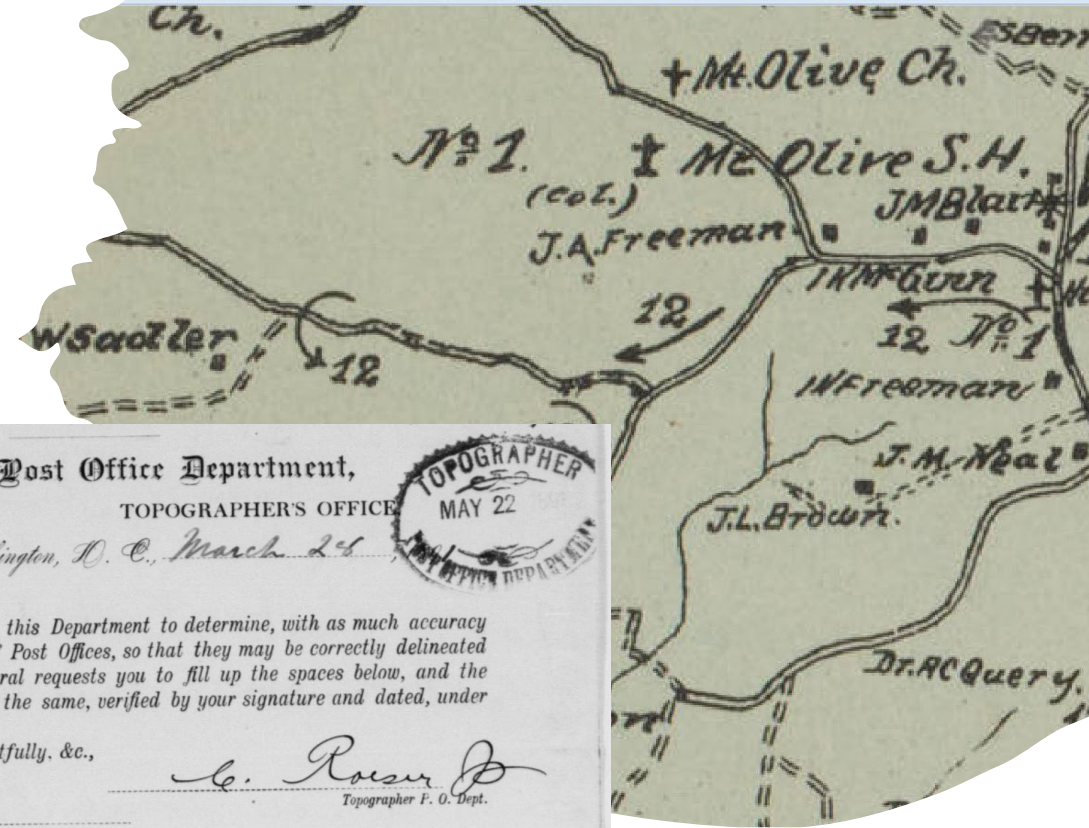 Ch.
Mt. Olive Ch.
No 1.
Mt Olive S.H.
(Col.)
J.A. Freeman
12
12 No 1
W Sadler
12
J.M. Neal
J.L. Brown.
Dr. AC Query.
Post Office Department,
TOPOGRAPHER'S OFFICE
TOPOGRAPHER
MAY 22
POST OFFICE DEPARTMENT
ington, D. C., March 28
this Department to determine, with as much accuracy
Post Offices, so that they may be correctly delineated
ral requests you to fill up the spaces below, and the
the same, verified by your signature and dated, under
tfully, &c.,
C. Roeser Jr
Topographer P. O. Dept.